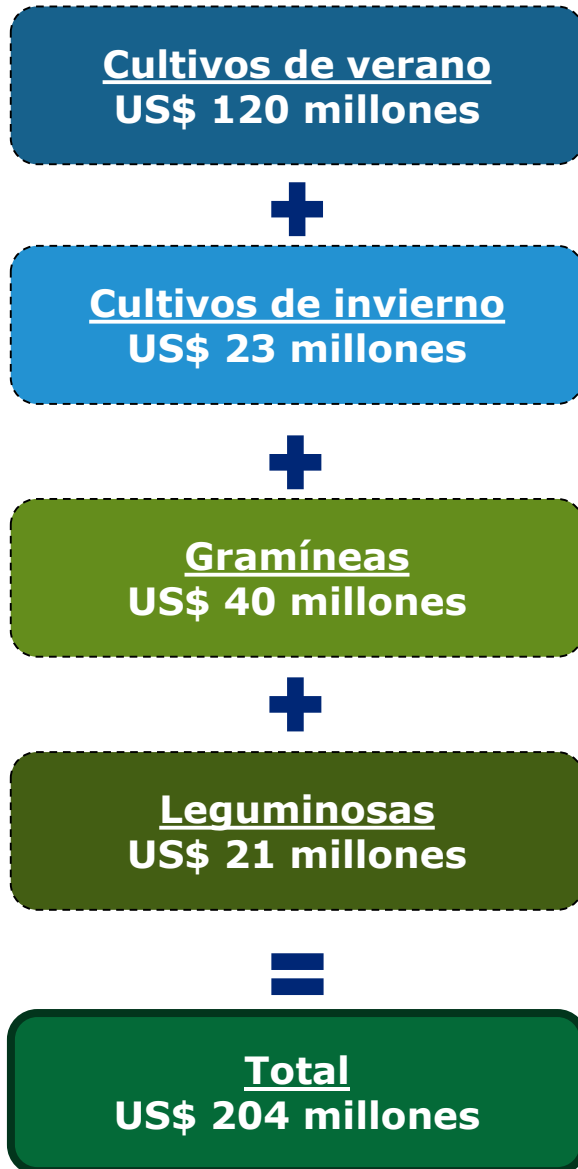 Cultivos de verano
US$ 120 millones
+
Cultivos de invierno
US$ 23 millones
+
Gramíneas
US$ 40 millones
+
Leguminosas
US$ 21 millones
=
Total
US$ 204 millones